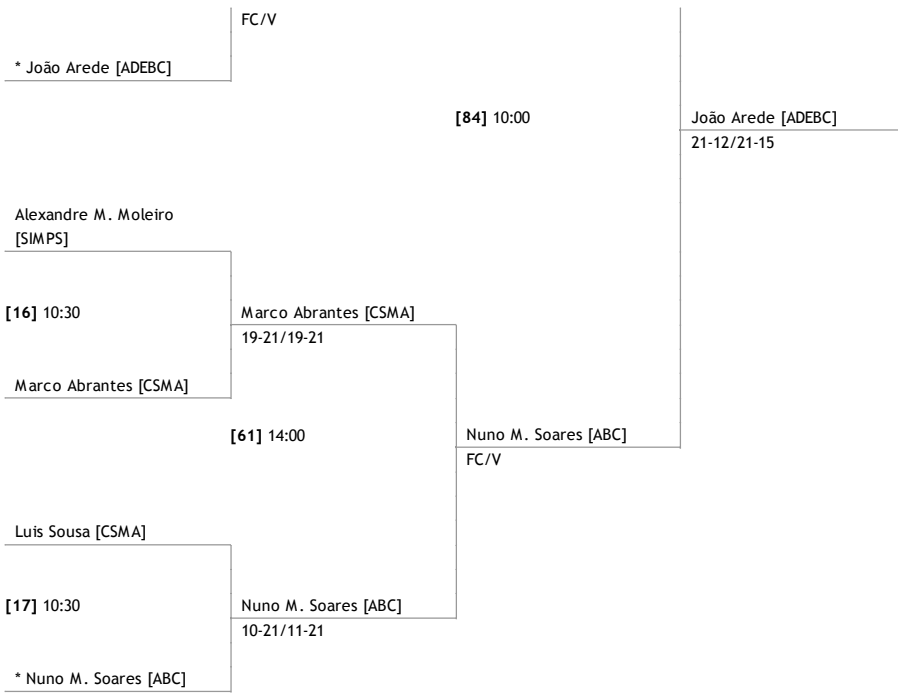 FC/V
* João Arede [ADEBC]
[84] 10:00
João Arede [ADEBC]
21-12/21-15
Alexandre M. Moleiro
[SIMPS]
[16] 10:30
Marco Abrantes [CSMA]
19-21/19-21
Marco Abrantes [CSMA]
[61] 14:00
Nuno M. Soares [ABC]
FC/V
Luis Sousa [CSMA]
[17] 10:30
Nuno M. Soares [ABC]
10-21/11-21
* Nuno M. Soares [ABC]